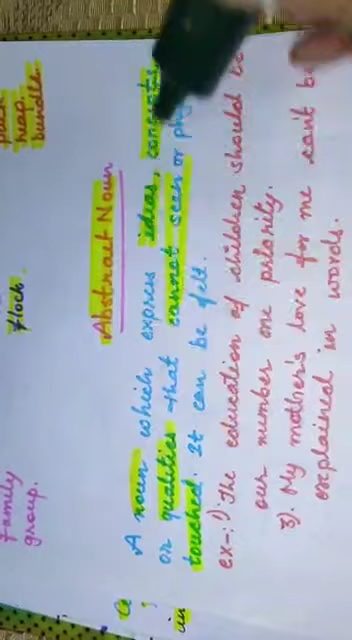 Pack
heap.
bundle.
Flock.
Family
group.
Abstract Noun
A noun which express ideas, concepts
or qualities that cannot seen or
touched. It can be felt.
ex-: 1) The education of children should be
our number one priority.
3). My mother's love for me can't be
explained in words.
in